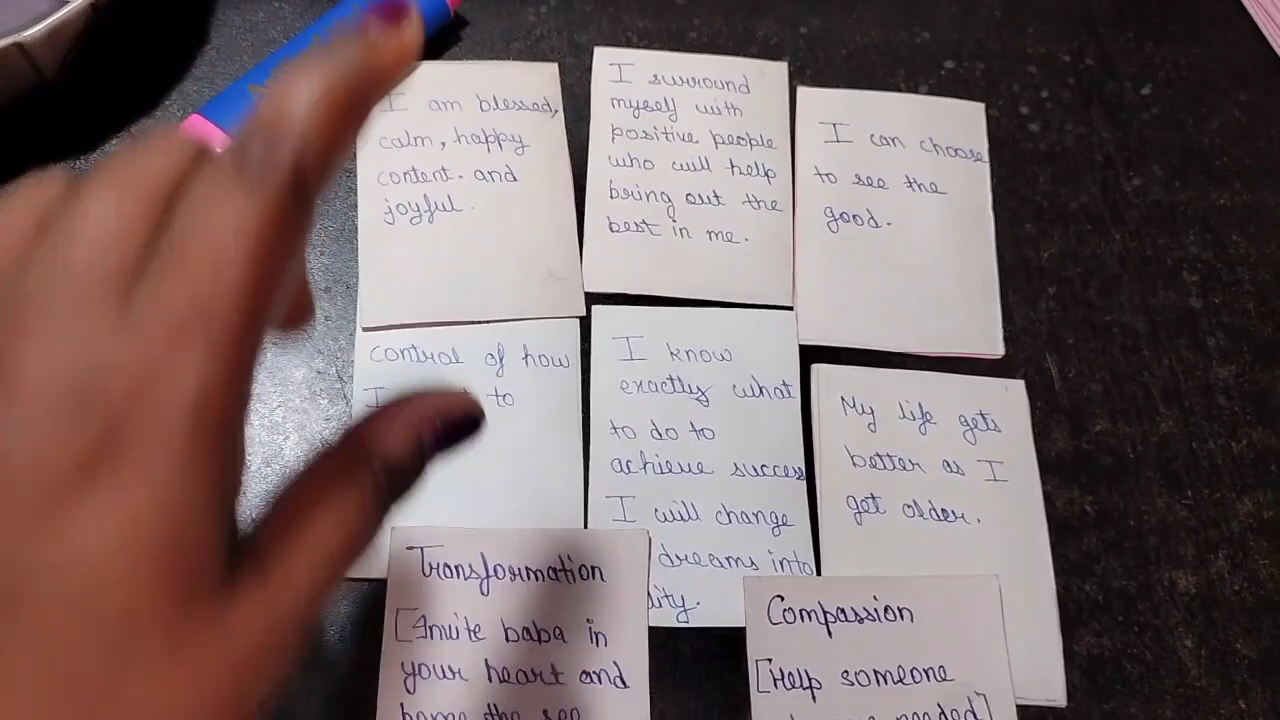 I am blessed,
calm, happy
content. and
joyful.
I surround
myself with
positive people
who will help
bring out the
best in me.
I can choose
to see the
good.
control of how
I to
I know
exactly what
to do to
achieve success
I will change
dreams into
My life gets
better as I
get older.
Transformation
[Invite baba in
your heart and
Compassion
[Help someone
needed]